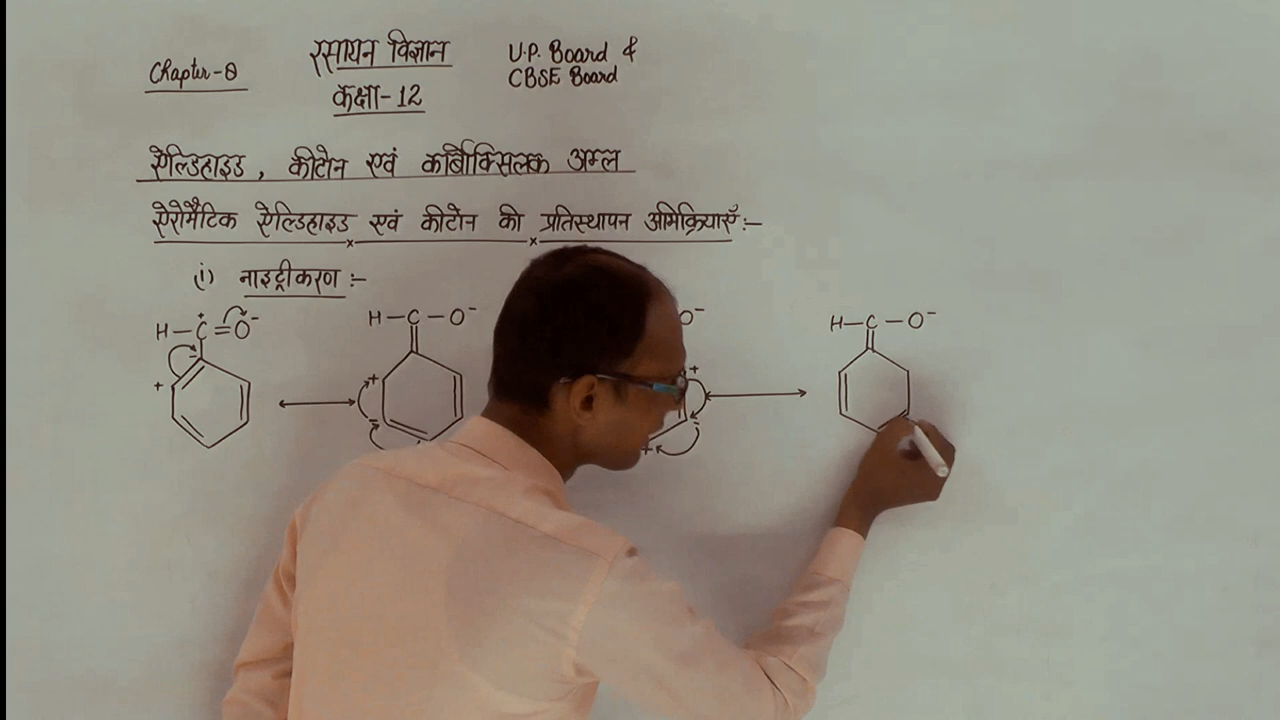 Chapter-8
रसायन विज्ञान
कक्षा-12
U.P. Board &
CBSE Board
ऐल्डिहाइड, कीटोन एवं कार्बोक्सिलिक अम्ल
ऐरोमैटिक ऐल्डिहाइड एवं कीटोन की प्रतिस्थापन अभिक्रियाएँ:-
(i) नाइट्रीकरण:-
H-C=O⁻
H-C-O⁻
O⁻
H-C-O⁻